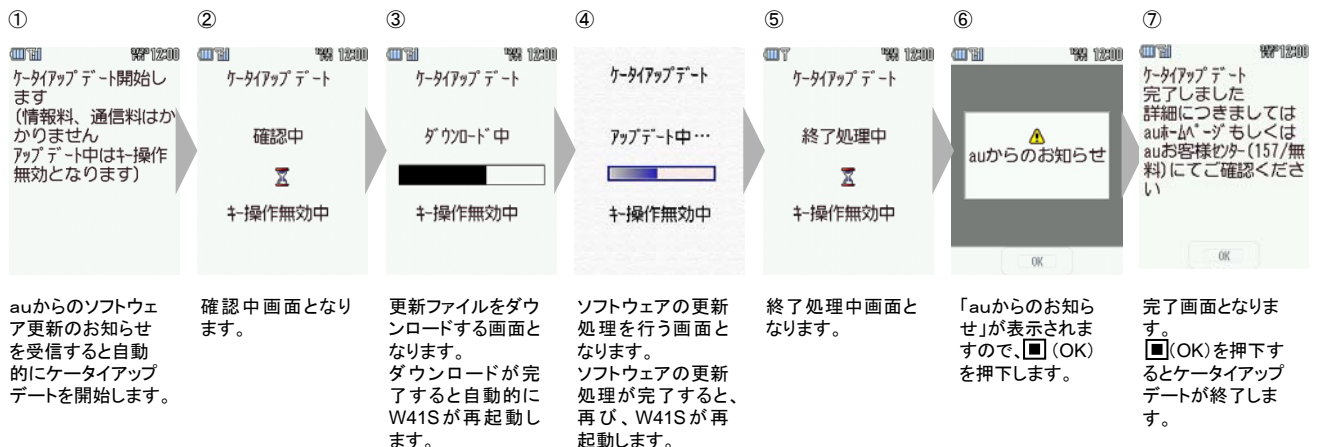 ①
12:00
ケータイアップデート開始し
ます
(情報料、通信料はか
かりません
アップデート中はキー操作
無効となります)
auからのソフトウェ
ア更新のお知らせ
を受信すると自動
的にケータイアップ
デートを開始します。
②
12:00
ケータイアップデート
確認中
キー操作無効中
確認中画面となり
ます。
③
12:00
ケータイアップデート
ダウンロード中
キー操作無効中
更新ファイルをダウ
ンロードする画面と
なります。
ダウンロードが完
了すると自動的に
W41Sが再起動し
ます。
④
ケータイアップデート
アップデート中…
キー操作無効中
ソフトウェアの更新
処理を行う画面と
なります。
ソフトウェアの更新
処理が完了すると、
再び、W41Sが再
起動します。
⑤
12:00
ケータイアップデート
終了処理中
キー操作無効中
終了処理中画面と
なります。
⑥
12:00
auからのお知らせ
OK
「auからのお知ら
せ」が表示されま
すので、■(OK)
を押下します。
⑦
12:00
ケータイアップデート
完了しました
詳細につきましては
auホームページもしくは
auお客様センター(157/無
料)にてご確認くださ
い
OK
完了画面となりま
す。
■(OK)を押下す
るとケータイアップ
デートが終了しま
す。